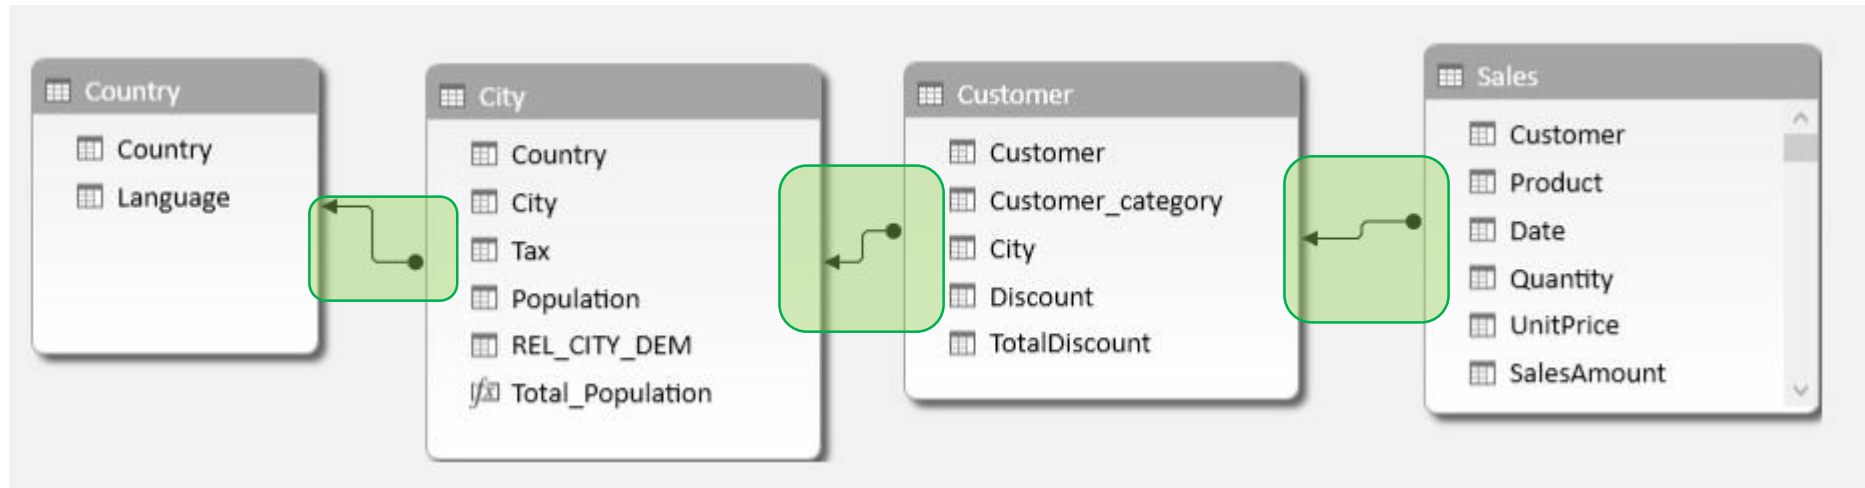 Country
Country
Language
City
Country
City
Tax
Population
REL_CITY_DEM
fx Total_Population
Customer
Customer
Customer_category
City
Discount
TotalDiscount
Sales
Customer
Product
Date
Quantity
UnitPrice
SalesAmount